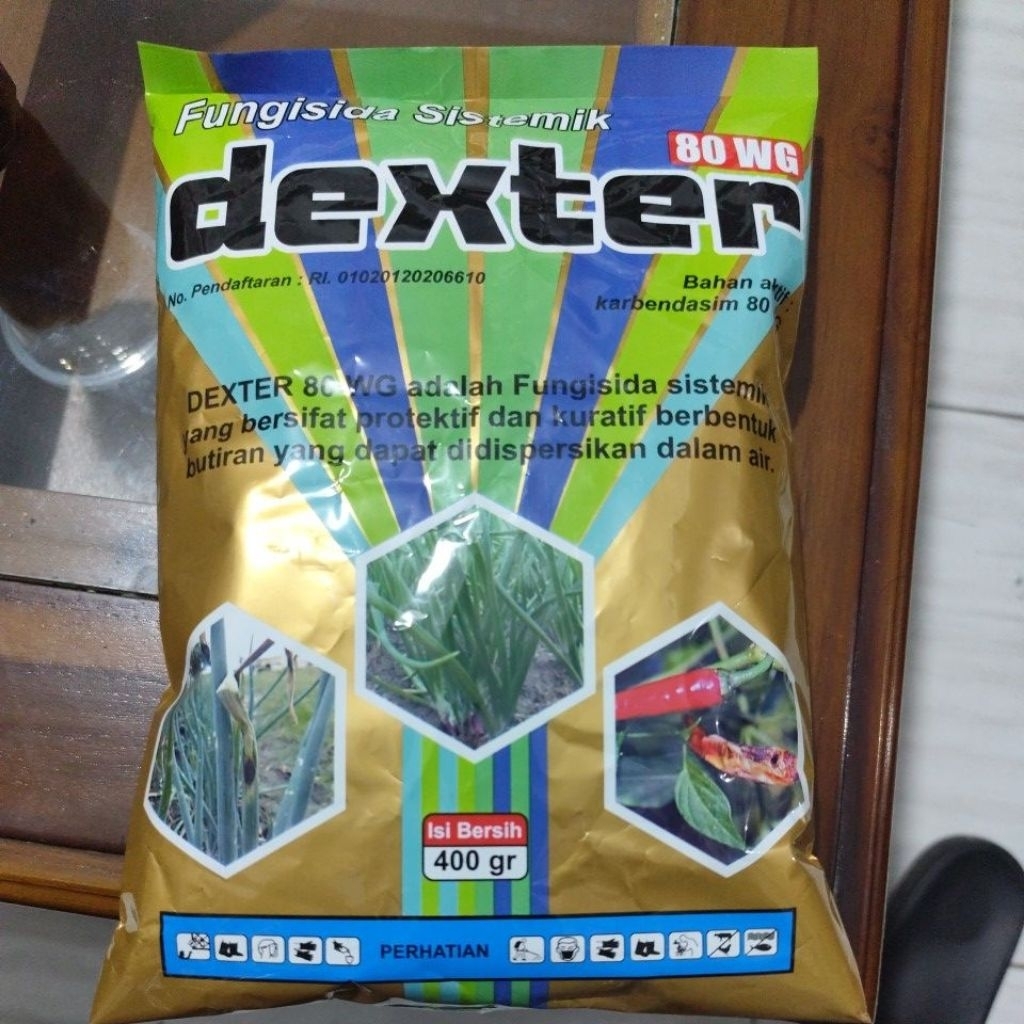 Fungisida Sistemik
80 WG
dexter
No. Pendaftaran : RI. 01020120206610
Bahan aktif :
karbendasim 80
DEXTER 80 WG adalah Fungisida sistemik
yang bersifat protektif dan kuratif berbentuk
butiran yang dapat didispersikan dalam air.
Isi Bersih
400 gr
PERHATIAN